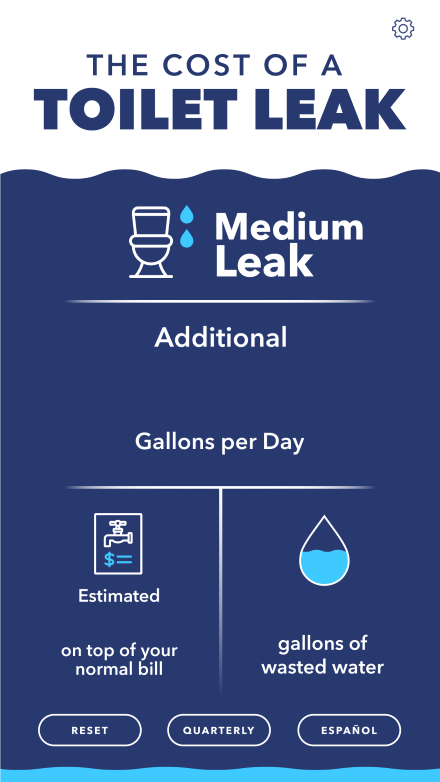 THE COST OF A
TOILET LEAK
Medium
Leak
Additional
Gallons per Day
$=
Estimated
on top of your
normal bill
gallons of
wasted water
RESET
QUARTERLY
ESPAÑOL